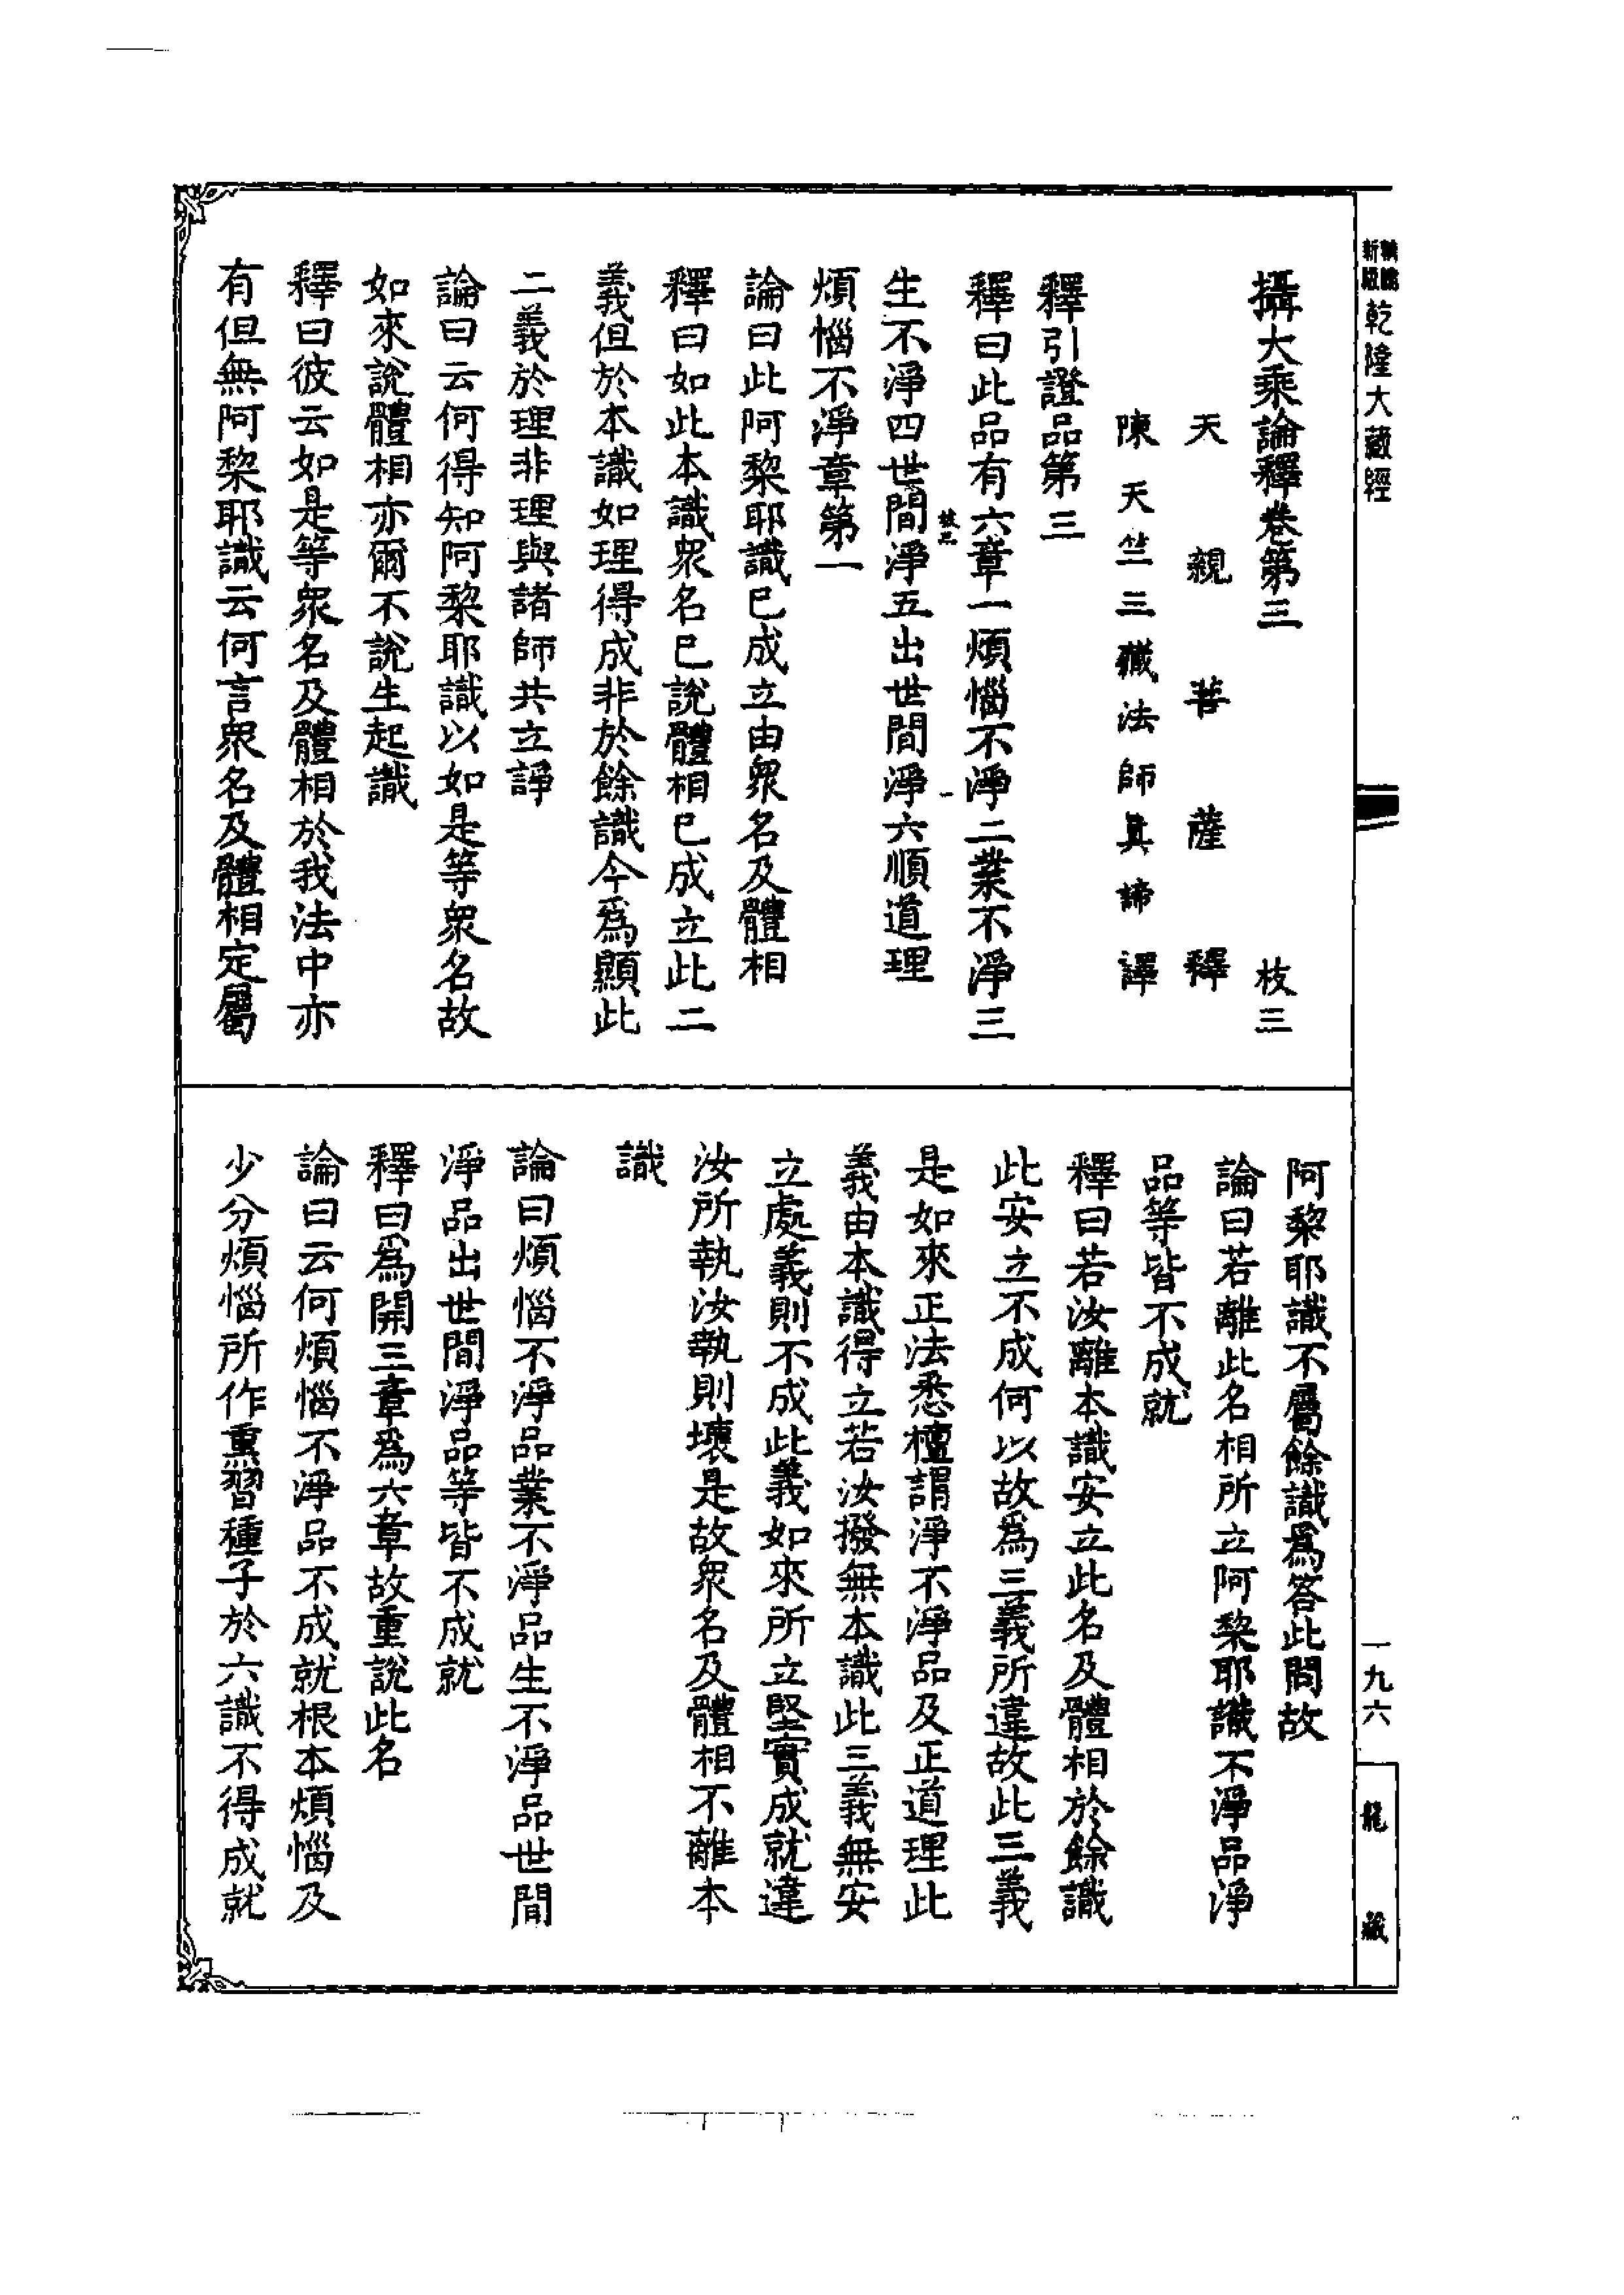 乾隆大藏經
攝大乘論釋卷第三 枝三
天親菩薩釋
陳天竺三藏法師真諦譯
釋引證品第三
釋曰此品有六章一煩惱不淨二業不淨三
生不淨四世間淨五出世間淨六順道理
煩惱不淨章第一
論曰此阿黎耶識已成立由衆名及體相
釋曰如此本識衆名已說體相已成立此二
義但於本識如理得成非於餘識今爲顯此
二義於理非理與諸師共立諍
論曰云何得知阿黎耶識以如是等衆名故
如來說體相亦爾不說生起識
釋曰彼云如是等衆名及體相於我法中亦
有但無阿黎耶識云何言衆名及體相定屬
阿黎耶識不屬餘識爲答此問故
論曰若離此名相所立阿黎耶識不淨品淨
品等皆不成就
釋曰若汝離本識安立此名及體相於餘識
此安立不成何以故爲三義所違故此三義
是如來正法悉檀謂淨不淨品及正道理此
義由本識得立若汝撥無本識此三義無安
立處義則不成此義如來所立堅實成就違
汝所執汝執則壞是故衆名及體相不離本
識
論曰煩惱不淨品業不淨品生不淨品世間
淨品出世間淨品等皆不成就
釋曰爲開三章爲六章故重說此名
論曰云何煩惱不淨品不成就根本煩惱及
少分煩惱所作熏習種子於六識不得成就
一九六
龍藏